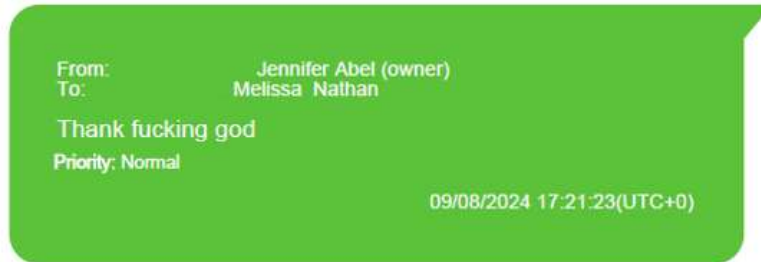 From: Jennifer Abel (owner)
To: Melissa Nathan
Thank fucking god
Priority: Normal
09/08/2024 17:21:23(UTC+0)